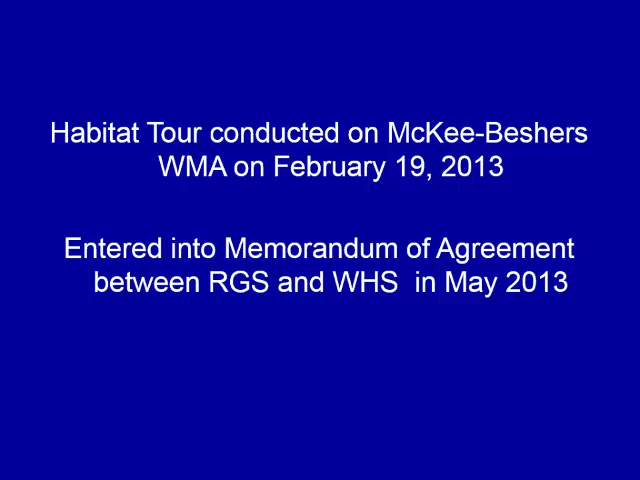 Habitat Tour conducted on McKee-Beshers
WMA on February 19, 2013
Entered into Memorandum of Agreement
between RGS and WHS  in May 2013